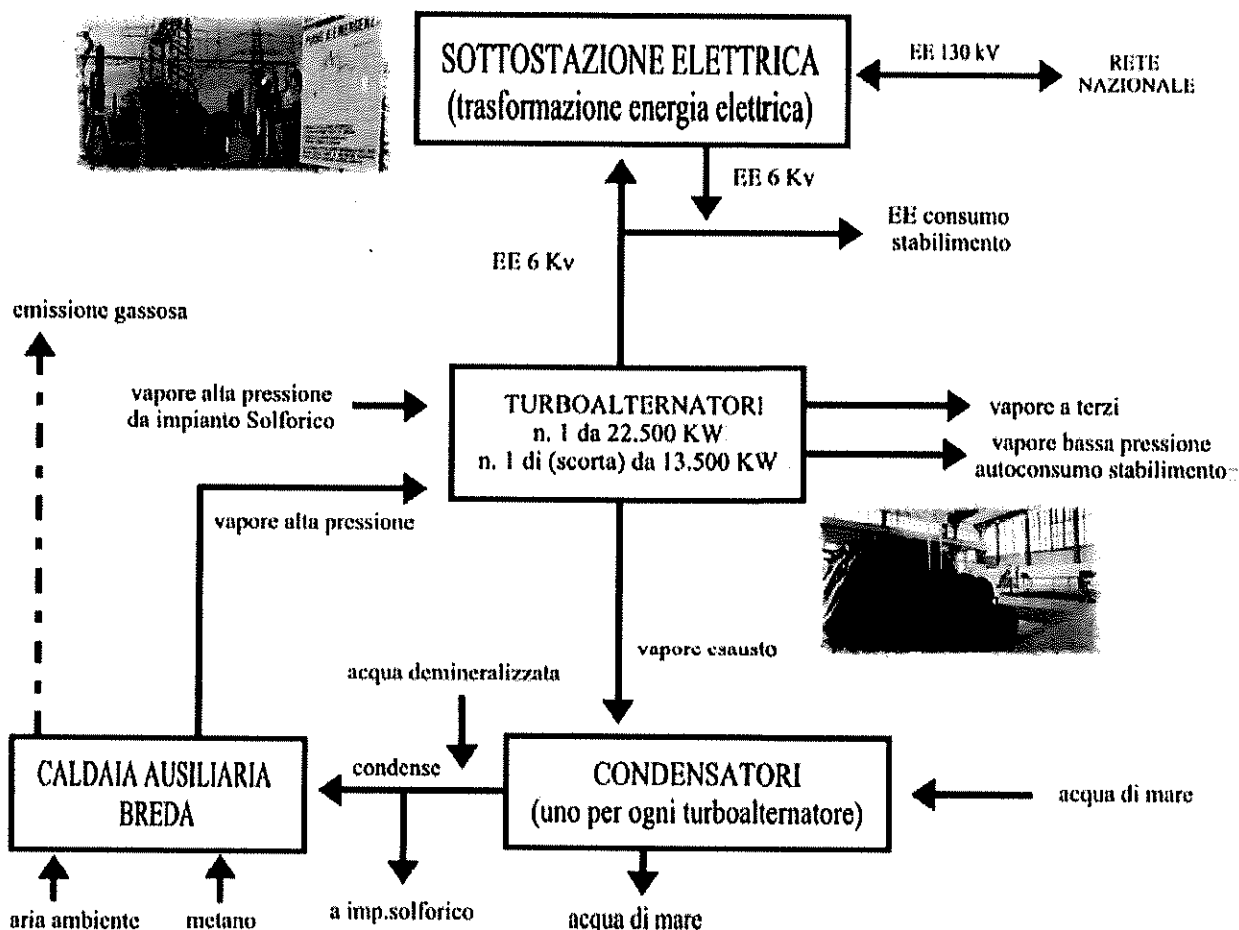 SOTTOSTAZIONE ELETTRICA
(trasformazione energia elettrica)
EE 130 kV
RETE
NAZIONALE
EE 6 Kv
EE consumo
stabilimento
EE 6 Kv
emissione gassosa
vapore alta pressione
da impianto Solforico
TURBOALTERNATORI
n. 1 da 22.500 KW
n. 1 di (scorta) da 13.500 KW
vapore a terzi
vapore bassa pressione
autoconsumo stabilimento
vapore alta pressione
vapore esausto
acqua demineralizzata
CALDAIA AUSILIARIA
BREDA
condense
CONDENSATORI
(uno per ogni turboalternatore)
acqua di mare
aria ambiente
metano
a imp.solforico
acqua di mare